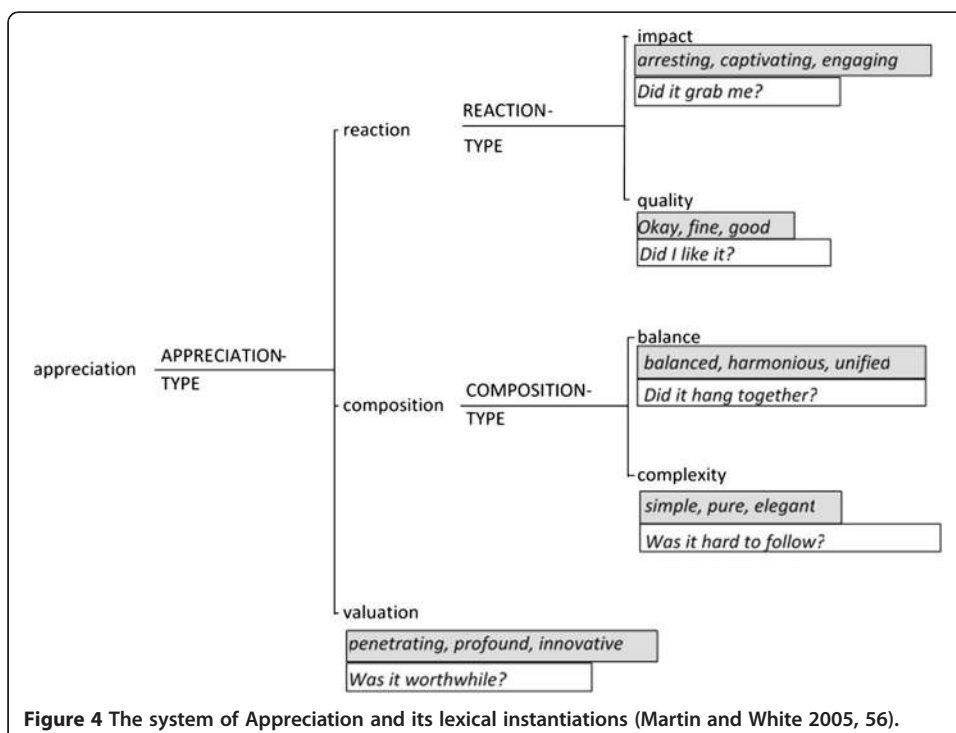 impact
arresting, captivating, engaging
Did it grab me?
REACTION-
TYPE
reaction
quality
Okay, fine, good
Did I like it?
appreciation
APPRECIATION-
TYPE
balance
balanced, harmonious, unified
Did it hang together?
composition
COMPOSITION-
TYPE
complexity
simple, pure, elegant
Was it hard to follow?
valuation
penetrating, profound, innovative
Was it worthwhile?
Figure 4 The system of Appreciation and its lexical instantiations (Martin and White 2005, 56).